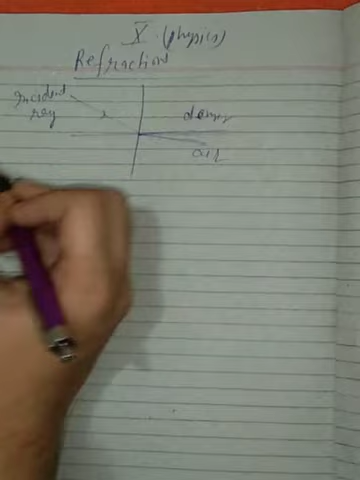 X (physics)
Refraction
incident
ray
i
denser
air